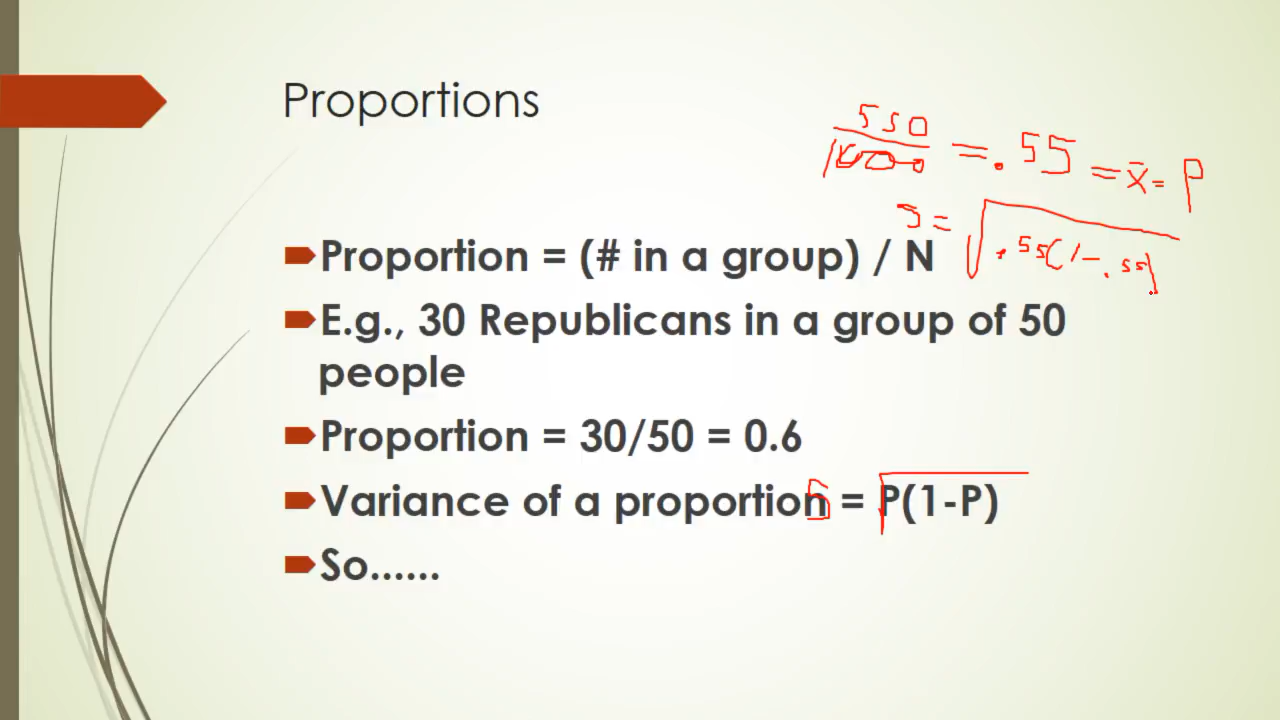 Proportions
550
1000 = .55 = x̄ = P
s = √.55(1-.55)
Proportion = (# in a group) / N
E.g., 30 Republicans in a group of 50
people
Proportion = 30/50 = 0.6
Variance of a proportion = P(1-P)
S √
So......